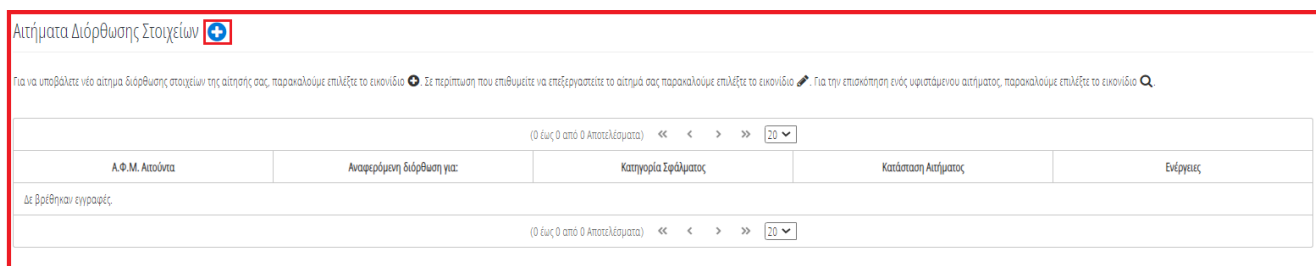 Αιτήματα Διόρθωσης Στοιχείων
Για να υποβάλετε νέο αίτημα διόρθωσης στοιχείων της αίτησής σας, παρακαλούμε επιλέξτε το εικονίδιο . Σε περίπτωση που επιθυμείτε να επεξεργαστείτε το αίτημά σας παρακαλούμε επιλέξτε το εικονίδιο . Για την επισκόπηση ενός υφιστάμενου αιτήματος, παρακαλούμε επιλέξτε το εικονίδιο .
(0 έως 0 από 0 Αποτελέσματα) 20
Α.Φ.Μ. Αιτούντα Αναφερόμενη διόρθωση για: Κατηγορία Σφάλματος Κατάσταση Αιτήματος Ενέργειες
Δε βρέθηκαν εγγραφές.
(0 έως 0 από 0 Αποτελέσματα) 20